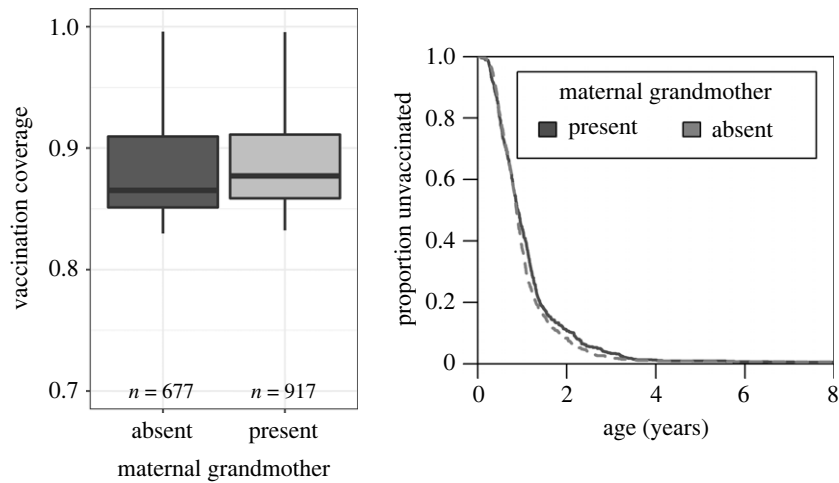 vaccination coverage
1.0
0.9
0.8
0.7
n = 677
n = 917
absent
present
maternal grandmother
proportion unvaccinated
1.0
0.8
0.6
0.4
0.2
0
maternal grandmother
present
absent
0
2
4
6
8
age (years)